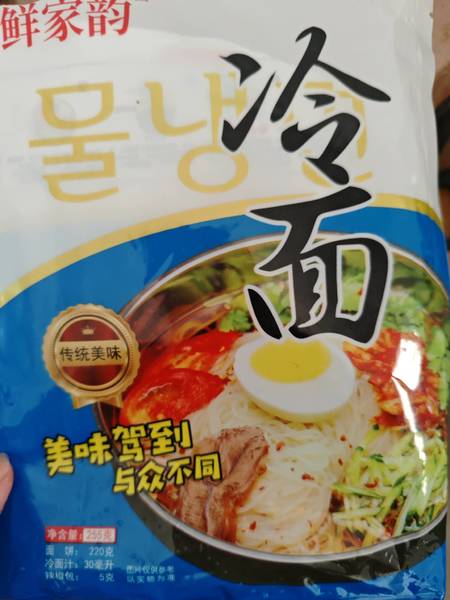 鲜家韵
冷面
물냉
传统美味
美味驾到
与众不同
净含量: 255克
面 饼: 220克
冷面汁: 30毫升
辣椒包: 5克
图片仅供参考
以实物为准